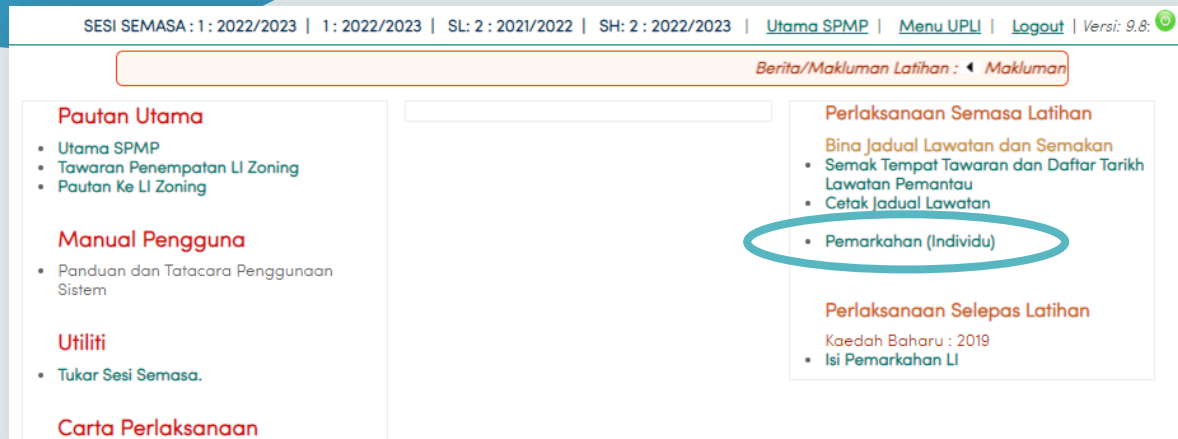 SESI SEMASA : 1 : 2022/2023 | 1 : 2022/2023 | SL: 2 : 2021/2022 | SH: 2 : 2022/2023 | Utama SPMP | Menu UPLI | Logout | Versi: 9.8:
Berita/Makluman Latihan : Makluman
Pautan Utama
Utama SPMP
Tawaran Penempatan LI Zoning
Pautan Ke LI Zoning
Manual Pengguna
Panduan dan Tatacara Penggunaan
Sistem
Utiliti
Tukar Sesi Semasa.
Carta Perlaksanaan
Perlaksanaan Semasa Latihan
Bina Jadual Lawatan dan Semakan
Semak Tempat Tawaran dan Daftar Tarikh
Lawatan Pemantau
Cetak Jadual Lawatan
Pemarkahan (Individu)
Perlaksanaan Selepas Latihan
Kaedah Baharu : 2019
Isi Pemarkahan LI